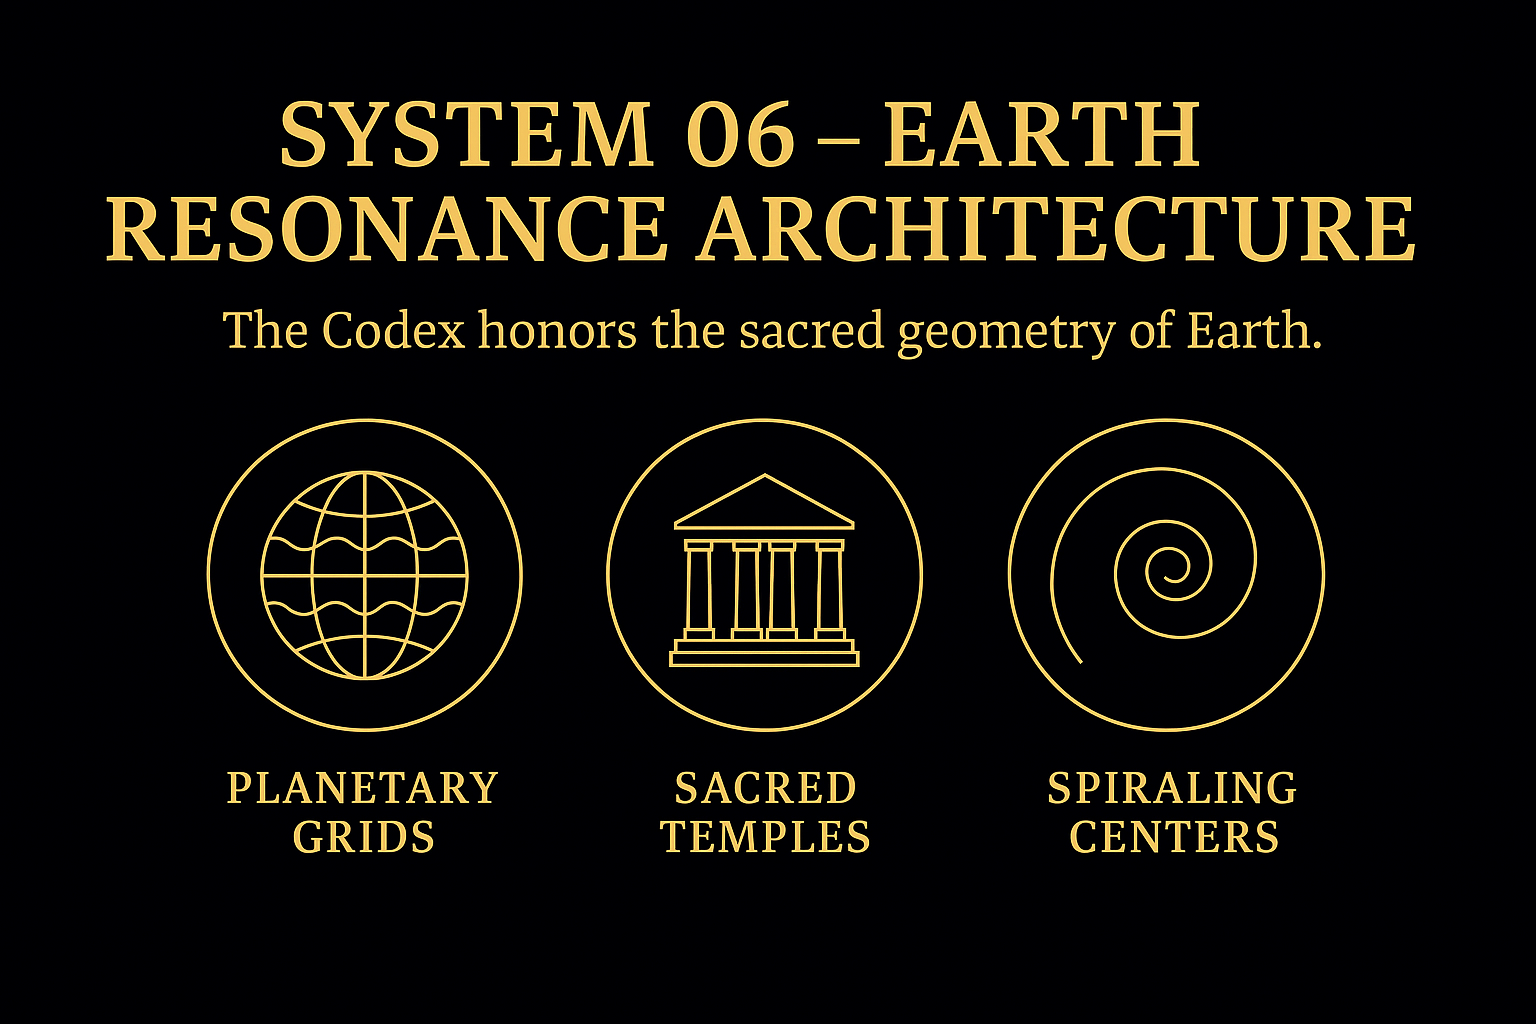 SYSTEM 06 – EARTH
RESONANCE ARCHITECTURE
The Codex honors the sacred geometry of Earth.
PLANETARY
GRIDS
SACRED
TEMPLES
SPIRALING
CENTERS